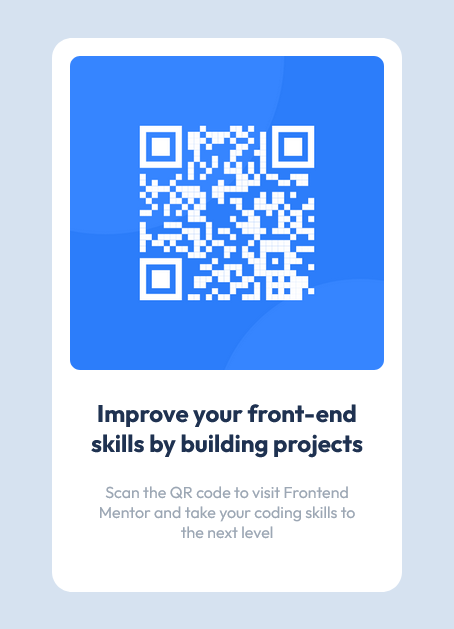 Improve your front-end
skills by building projects
Scan the QR code to visit Frontend
Mentor and take your coding skills to
the next level